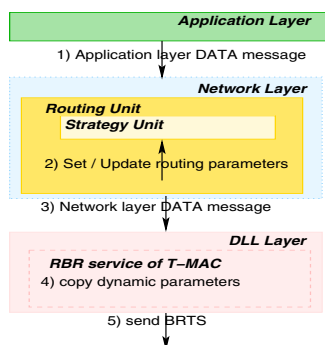 Application Layer
1) Application layer DATA message
Network Layer
Routing Unit
Strategy Unit
2) Set / Update routing parameters
3) Network layer DATA message
DLL Layer
RBR service of T−MAC
4) copy dynamic parameters
5) send BRTS